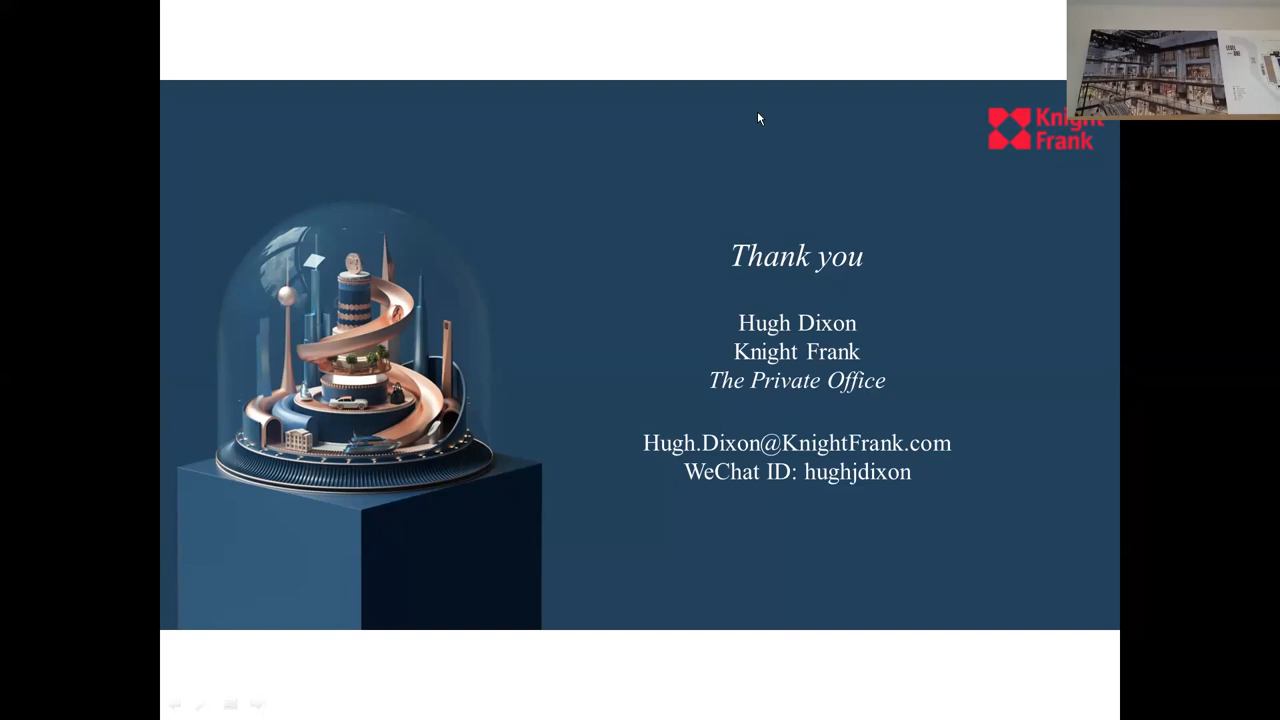 Knight
Frank
Thank you
Hugh Dixon
Knight Frank
The Private Office
Hugh.Dixon@KnightFrank.com
WeChat ID: hughjdixon